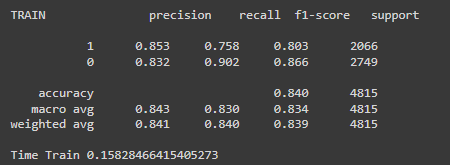 TRAIN precision recall f1-score support
1 0.853 0.758 0.803 2066
0 0.832 0.902 0.866 2749
accuracy 0.840 4815
macro avg 0.843 0.830 0.834 4815
weighted avg 0.841 0.840 0.839 4815
Time Train 0.15828466415405273